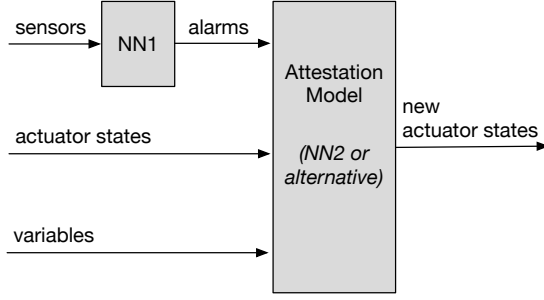 sensors
NN1
alarms
Attestation
Model
(NN2 or
alternative)
actuator states
variables
new
actuator states